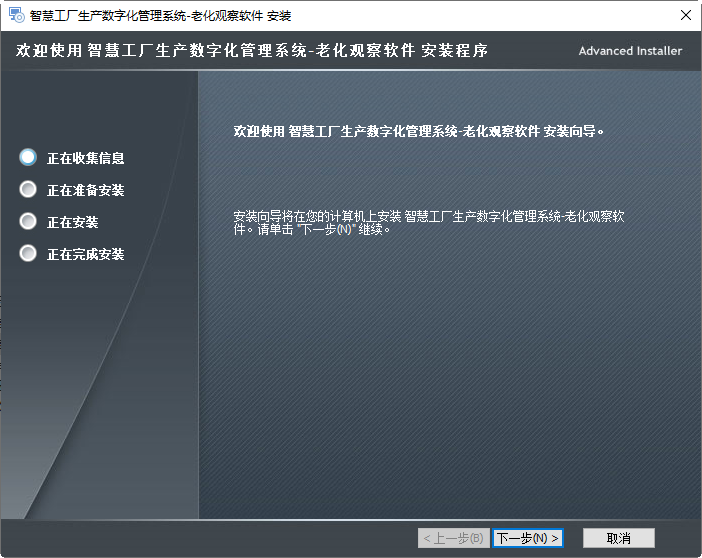 智慧工厂生产数字化管理系统-老化观察软件 安装
欢迎使用 智慧工厂生产数字化管理系统-老化观察软件 安装程序
Advanced Installer
正在收集信息
正在准备安装
正在安装
正在完成安装
欢迎使用 智慧工厂生产数字化管理系统-老化观察软件 安装向导。
安装向导将在您的计算机上安装 智慧工厂生产数字化管理系统-老化观察软
件。请单击 "下一步(N)" 继续。
< 上一步(B)
下一步(N) >
取消